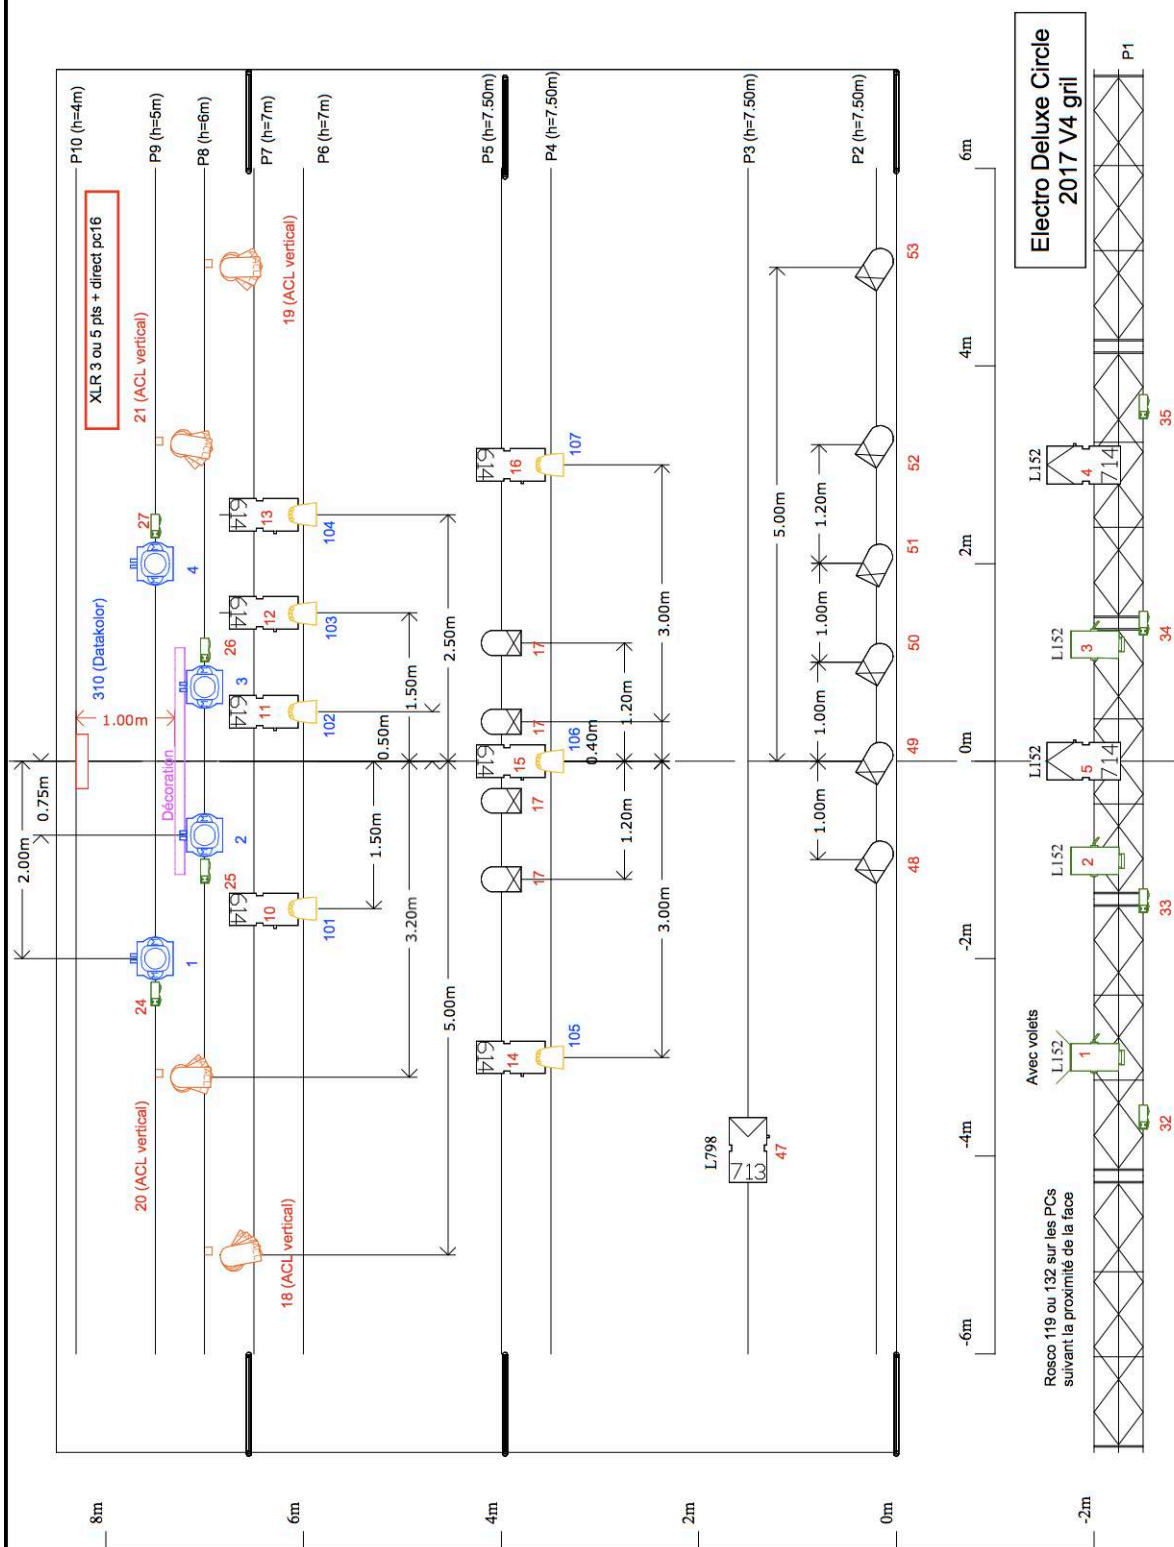 P10 (h=4m)
P9 (h=5m)
P8 (h=6m)
P7 (h=7m)
P6 (h=7m)
P5 (h=7.50m)
P4 (h=7.50m)
P3 (h=7.50m)
P2 (h=7.50m)
P1
XLR 3 ou 5 pts + direct pc16
Electro Deluxe Circle
2017 V4 gril
310 (Datakolor)
1.00m
Décoration
0.75m
2.00m
21 (ACL vertical)
19 (ACL vertical)
20 (ACL vertical)
18 (ACL vertical)
27
4
26
3
2
25
1
24
614
13
104
614
12
103
614
11
102
614
10
101
2.50m
1.50m
0.50m
1.50m
3.20m
5.00m
614
16
107
17
17
614
15
106
17
17
614
14
105
3.00m
1.20m
0.40m
1.20m
3.00m
L798
713
47
5.00m
1.20m
1.00m
1.00m
1.00m
53
52
51
50
49
48
6m
4m
2m
0m
-2m
-4m
-6m
L152
4
714
35
L152
3
34
L152
5
714
L152
2
33
Avec volets
L152
1
32
Rosco 119 ou 132 sur les PCs
suivant la proximité de la face
8m
6m
4m
2m
0m
-2m